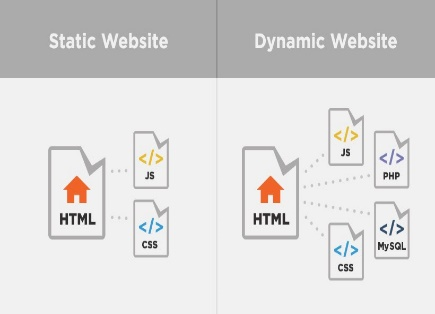 Static Website
Dynamic Website
</>
JS
HTML
</>
CSS
</>
JS
</>
PHP
HTML
</>
MySQL
</>
CSS